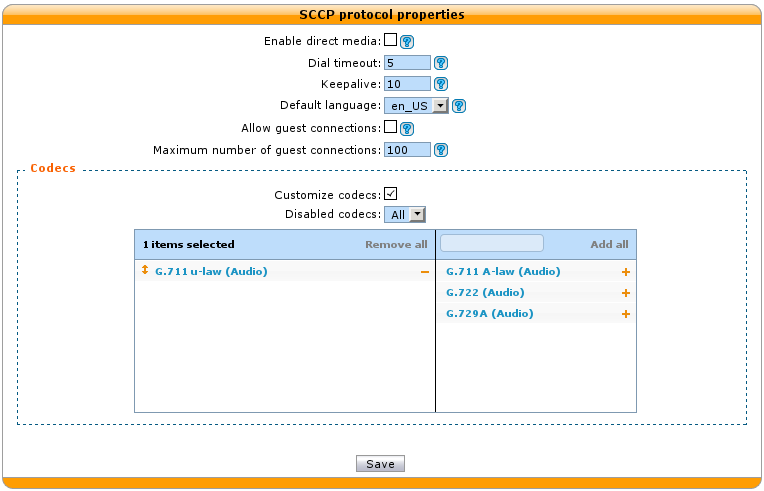 SCCP protocol properties
Enable direct media: ?
Dial timeout: 5 ?
Keepalive: 10 ?
Default language: en_US ?
Allow guest connections: ?
Maximum number of guest connections: 100 ?
Codecs
Customize codecs:
Disabled codecs: All
1 items selected Remove all Add all
G.711 u-law (Audio) − G.711 A-law (Audio) +
G.722 (Audio) +
G.729A (Audio) +
Save